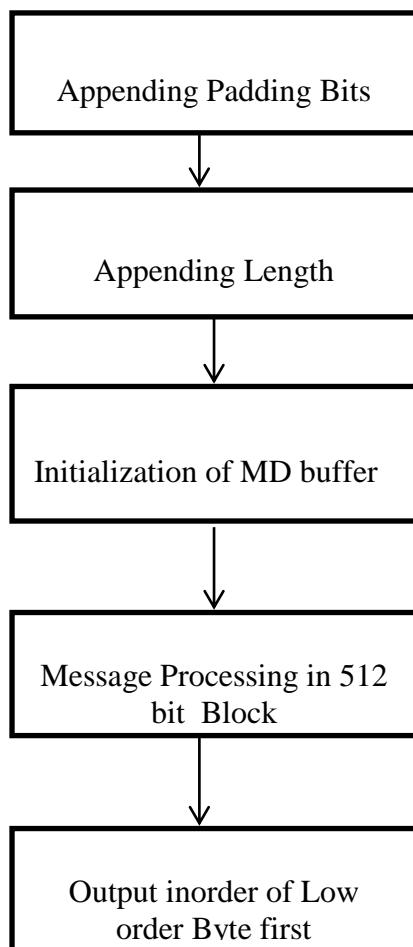 Appending Padding Bits
Appending Length
Initialization of MD buffer
Message Processing in 512
bit Block
Output inorder of Low
order Byte first